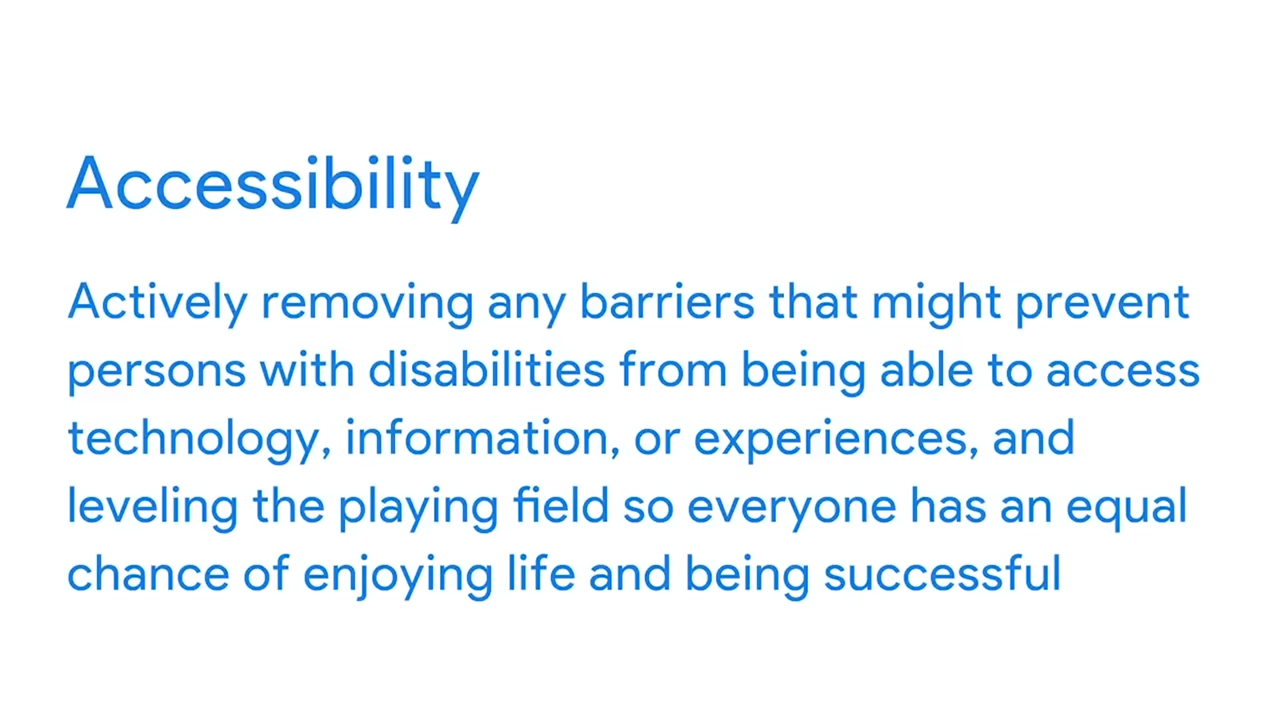 Accessibility
Actively removing any barriers that might prevent
persons with disabilities from being able to access
technology, information, or experiences, and
leveling the playing field so everyone has an equal
chance of enjoying life and being successful